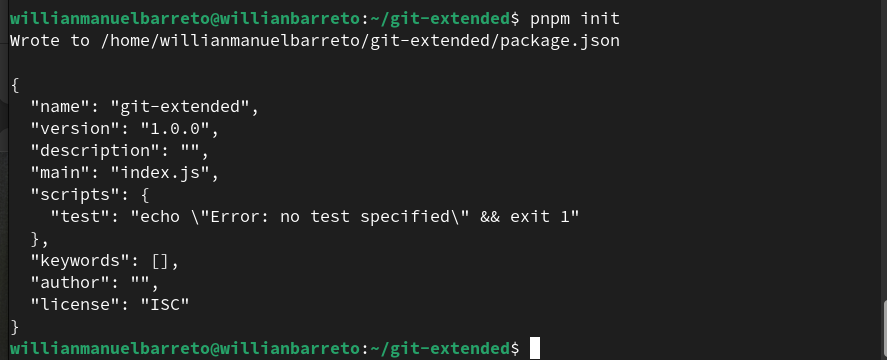 willianmanuelbarreto@willianbarreto:~/git-extended$ pnpm init
Wrote to /home/willianmanuelbarreto/git-extended/package.json

{
  "name": "git-extended",
  "version": "1.0.0",
  "description": "",
  "main": "index.js",
  "scripts": {
    "test": "echo \"Error: no test specified\" && exit 1"
  },
  "keywords": [],
  "author": "",
  "license": "ISC"
}
willianmanuelbarreto@willianbarreto:~/git-extended$